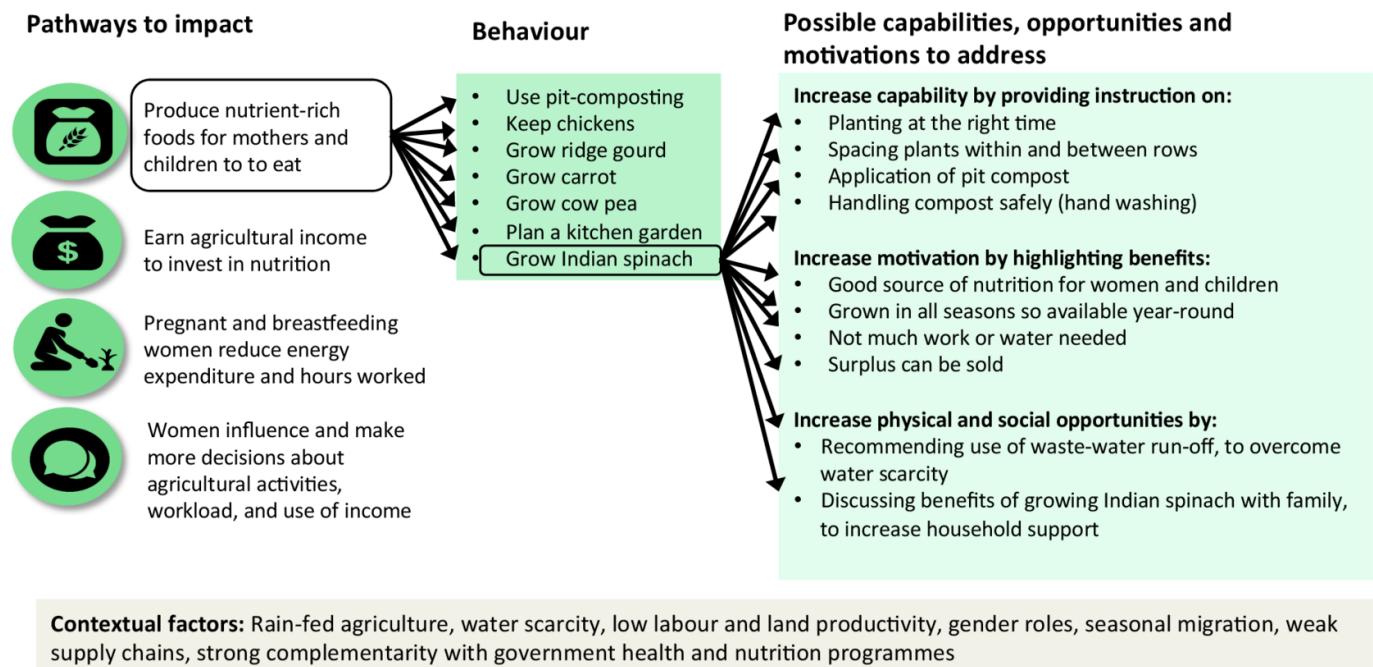 Pathways to impact
Produce nutrient-rich
foods for mothers and
children to to eat
Earn agricultural income
to invest in nutrition
Pregnant and breastfeeding
women reduce energy
expenditure and hours worked
Women influence and make
more decisions about
agricultural activities,
workload, and use of income
Behaviour
• Use pit-composting
• Keep chickens
• Grow ridge gourd
• Grow carrot
• Grow cow pea
• Plan a kitchen garden
• Grow Indian spinach
Possible capabilities, opportunities and
motivations to address
Increase capability by providing instruction on:
• Planting at the right time
• Spacing plants within and between rows
• Application of pit compost
• Handling compost safely (hand washing)
Increase motivation by highlighting benefits:
• Good source of nutrition for women and children
• Grown in all seasons so available year-round
• Not much work or water needed
• Surplus can be sold
Increase physical and social opportunities by:
• Recommending use of waste-water run-off, to overcome
water scarcity
• Discussing benefits of growing Indian spinach with family,
to increase household support
Contextual factors: Rain-fed agriculture, water scarcity, low labour and land productivity, gender roles, seasonal migration, weak
supply chains, strong complementarity with government health and nutrition programmes
$